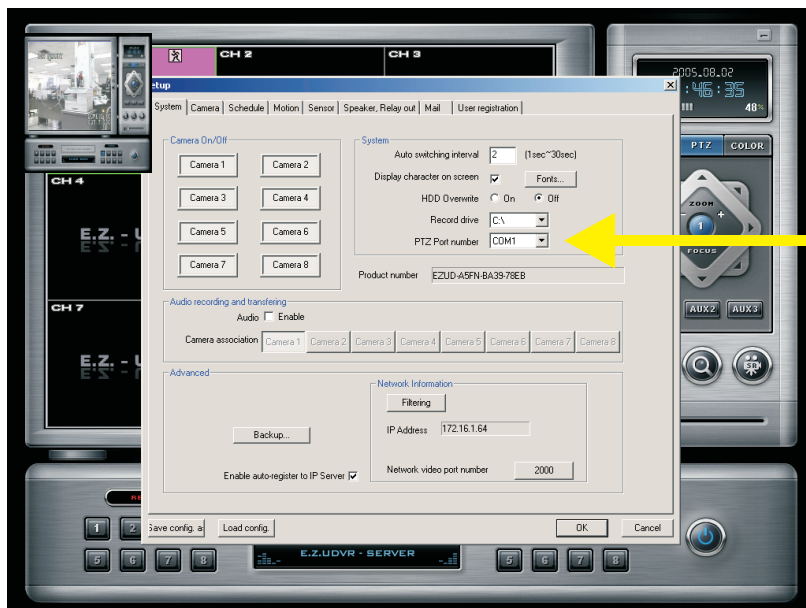 CH 2
CH 3
2005.08.02
:46:35
48%
etup
System Camera Schedule Motion Sensor Speaker, Relay out Mail User registration
PTZ COLOR
Camera On/Off
Camera 1 Camera 2
Camera 3 Camera 4
Camera 5 Camera 6
Camera 7 Camera 8
System
Auto switching interval 2 (1sec~30sec)
Display character on screen Fonts...
HDD Overwrite On Off
Record drive C:\
PTZ Port number COM1
Product number EZUD-A5FN-BA39-78EB
CH 4
E.Z. - U
ZOOM
- +
1
FOCUS
CH 7
E.Z. - U
AUX2 AUX3
Audio recording and transfering
Audio Enable
Camera association Camera 1 Camera 2 Camera 3 Camera 4 Camera 5 Camera 6 Camera 7 Camera 8
Advanced
Backup...
Enable auto-register to IP Server
Network Information
Filtering
IP Address 172.16.1.64
Network video port number 2000
SR
RE
1 2
Save config. as Load config. OK Cancel
5 6 7 8
E.Z.UDVR - SERVER
5 6 7 8